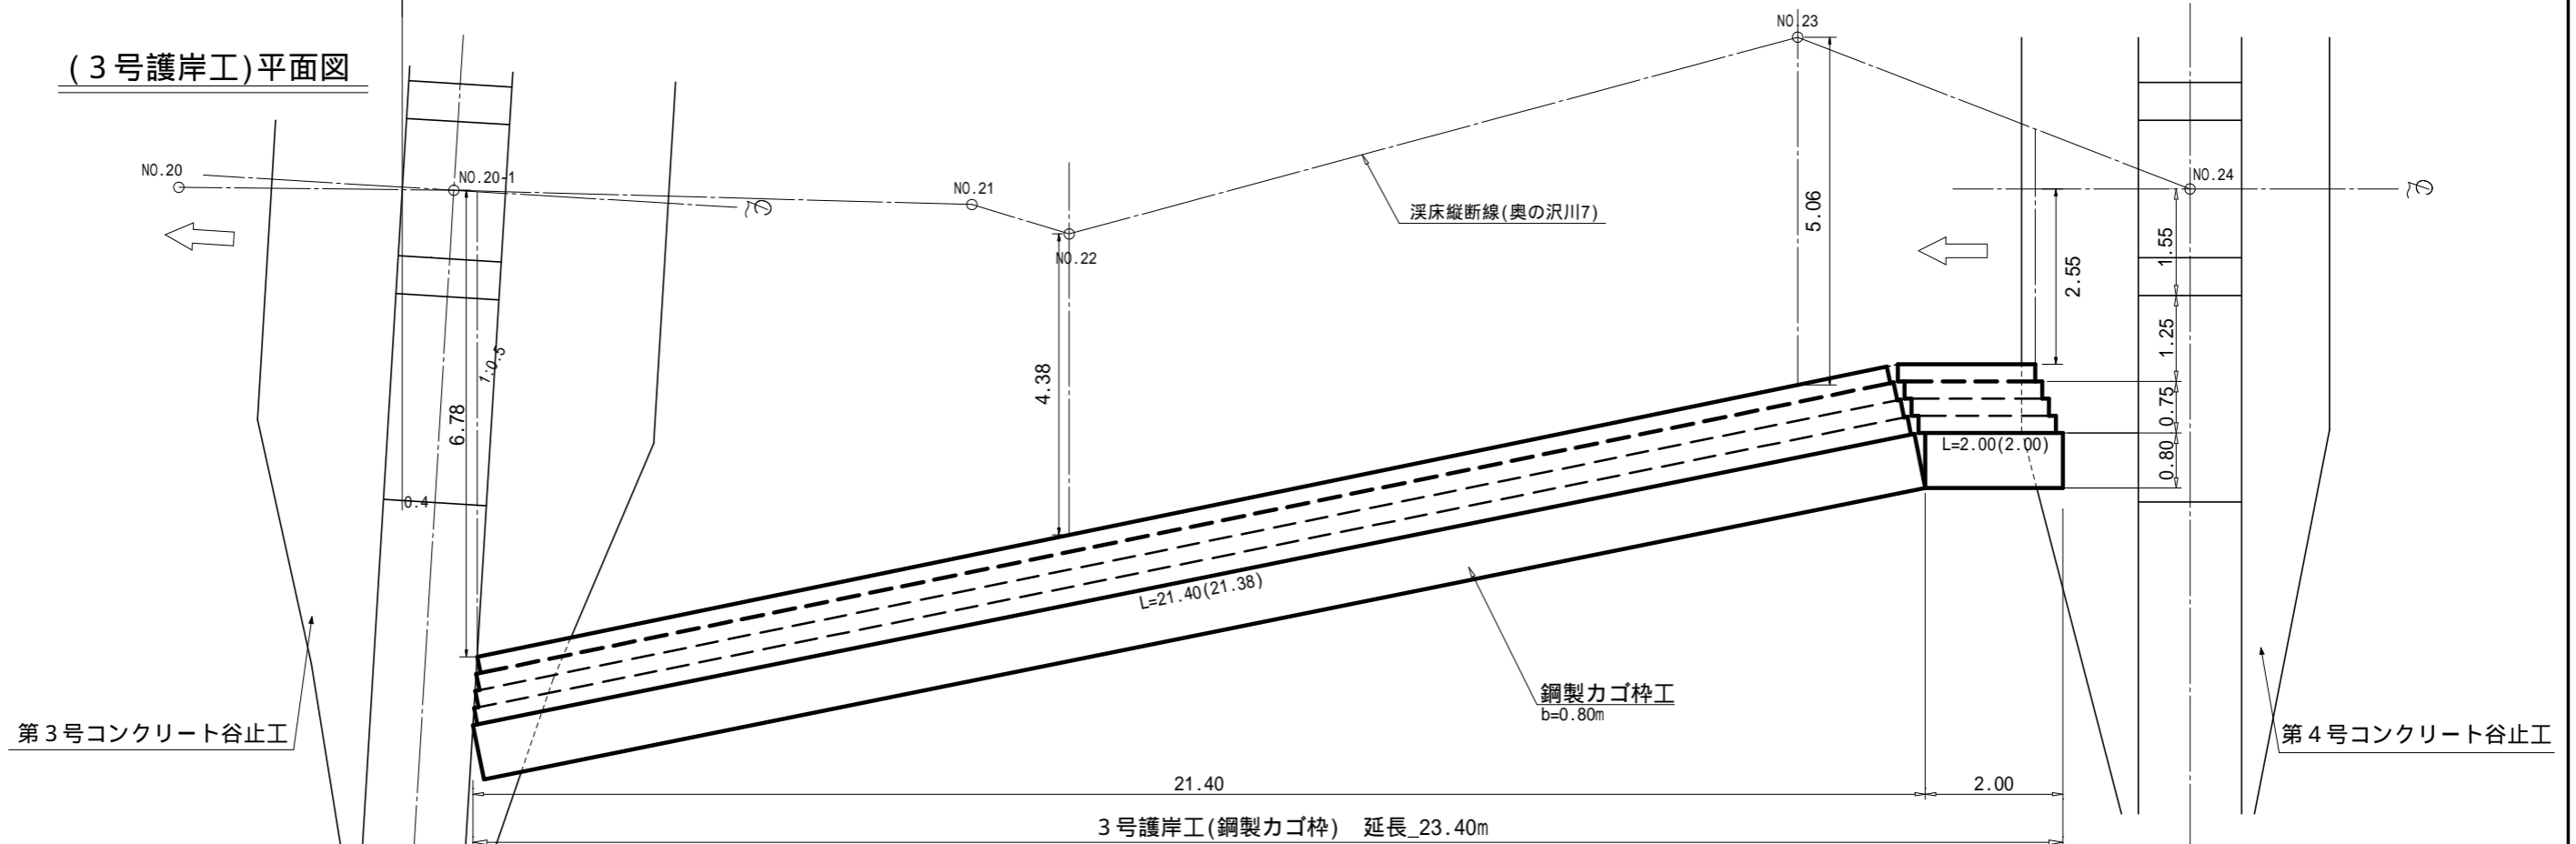 (３号護岸工)平面図
NO.20
NO.20-1
NO.21
NO.22
NO.23
NO.24
渓床縦断線(奥の沢川7)
6.78
1:0.5
0.4
4.38
5.06
2.55
1.55
1.25
0.75
0.80
L=2.00(2.00)
L=21.40(21.38)
鋼製カゴ枠工
b=0.80m
第３号コンクリート谷止工
第４号コンクリート谷止工
21.40
2.00
３号護岸工(鋼製カゴ枠) 延長_23.40m